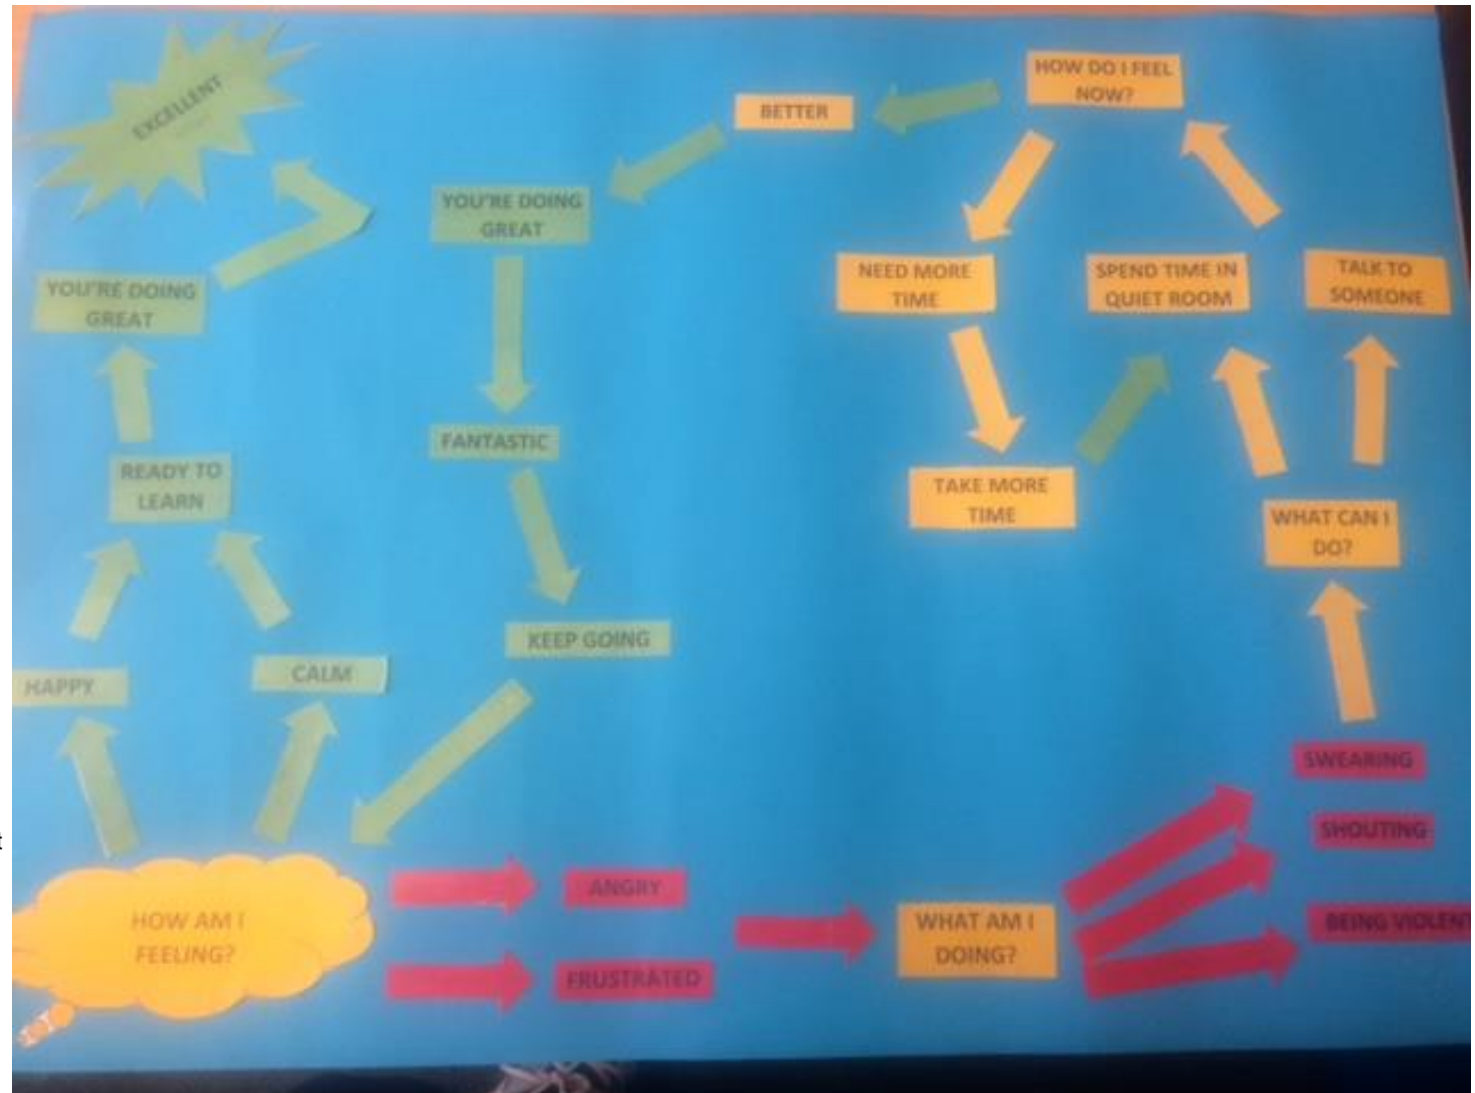 EXCELLENT
HOW DO I FEEL
NOW?
BETTER
YOU'RE DOING
GREAT
YOU'RE DOING
GREAT
NEED MORE
TIME
SPEND TIME IN
QUIET ROOM
TALK TO
SOMEONE
FANTASTIC
READY TO
LEARN
TAKE MORE
TIME
WHAT CAN I
DO?
KEEP GOING
HAPPY
CALM
SWEARING
SHOUTING
BEING VIOLENT
ANGRY
HOW AM I
FEELING?
WHAT AM I
DOING?
FRUSTRATED